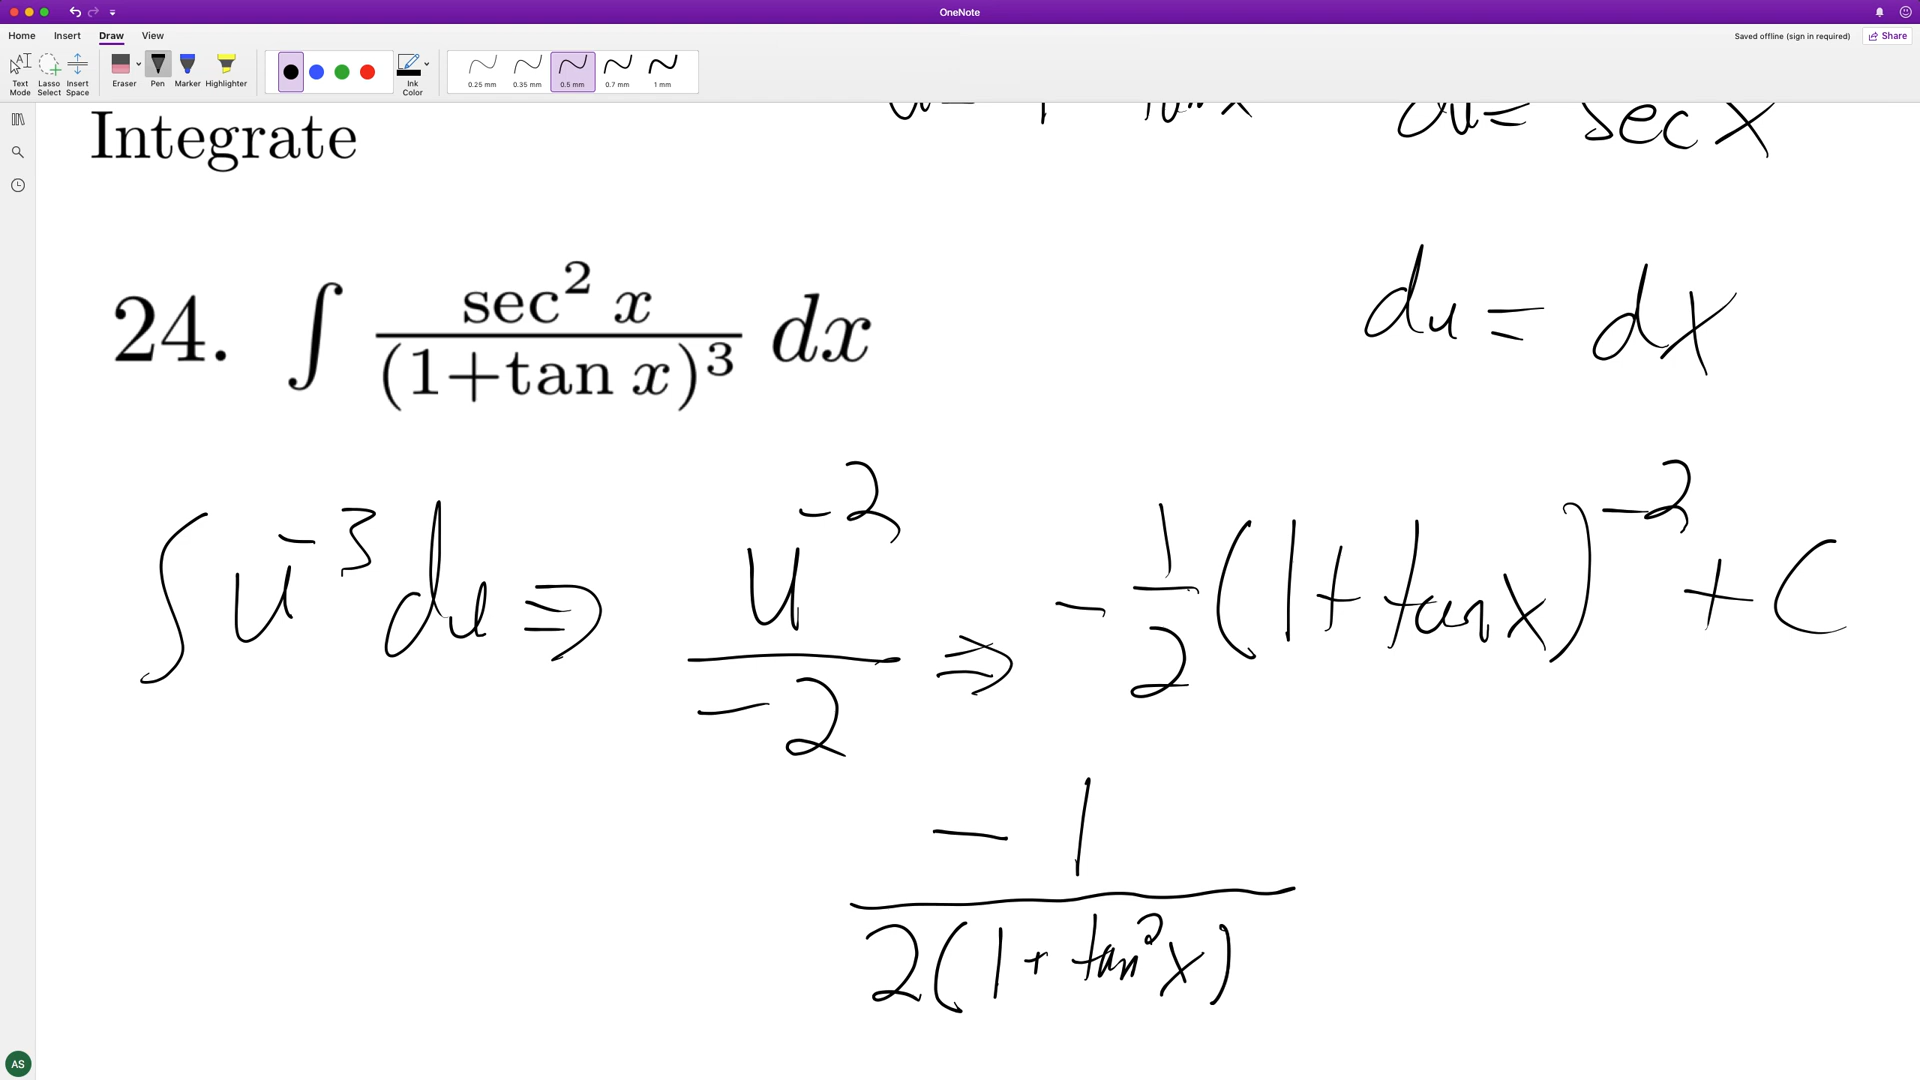 OneNote
Home Insert Draw View
Saved offline (sign in required) Share
Text Mode Lasso Select Insert Space Eraser Pen Marker Highlighter Ink Color 0.25 mm 0.35 mm 0.5 mm 0.7 mm 1 mm
du = sec x
Integrate
24. ∫ sec² x / (1+tan x)³ dx
du = dx
∫ u⁻³ du ⇒ u⁻² / -2 ⇒ -1/2 (1 + tan x)⁻² + C
-1 / 2(1 + tan² x)
AS